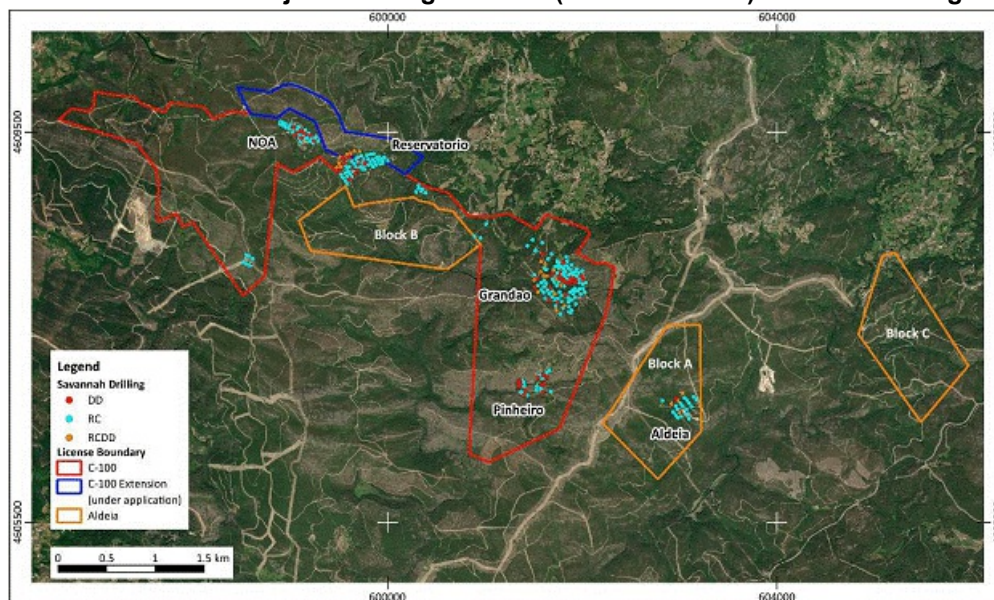 600000 604000
4609500
NOA
Reservatorio
Block B
Grandao
Block C
Block A
Pinheiro
Aldeia
Legend
Savannah Drilling
DD
RC
RCDD
License Boundary
C-100
C-100 Extension
(under application)
Aldeia
4605500
0 0.5 1 1.5 km
600000 604000